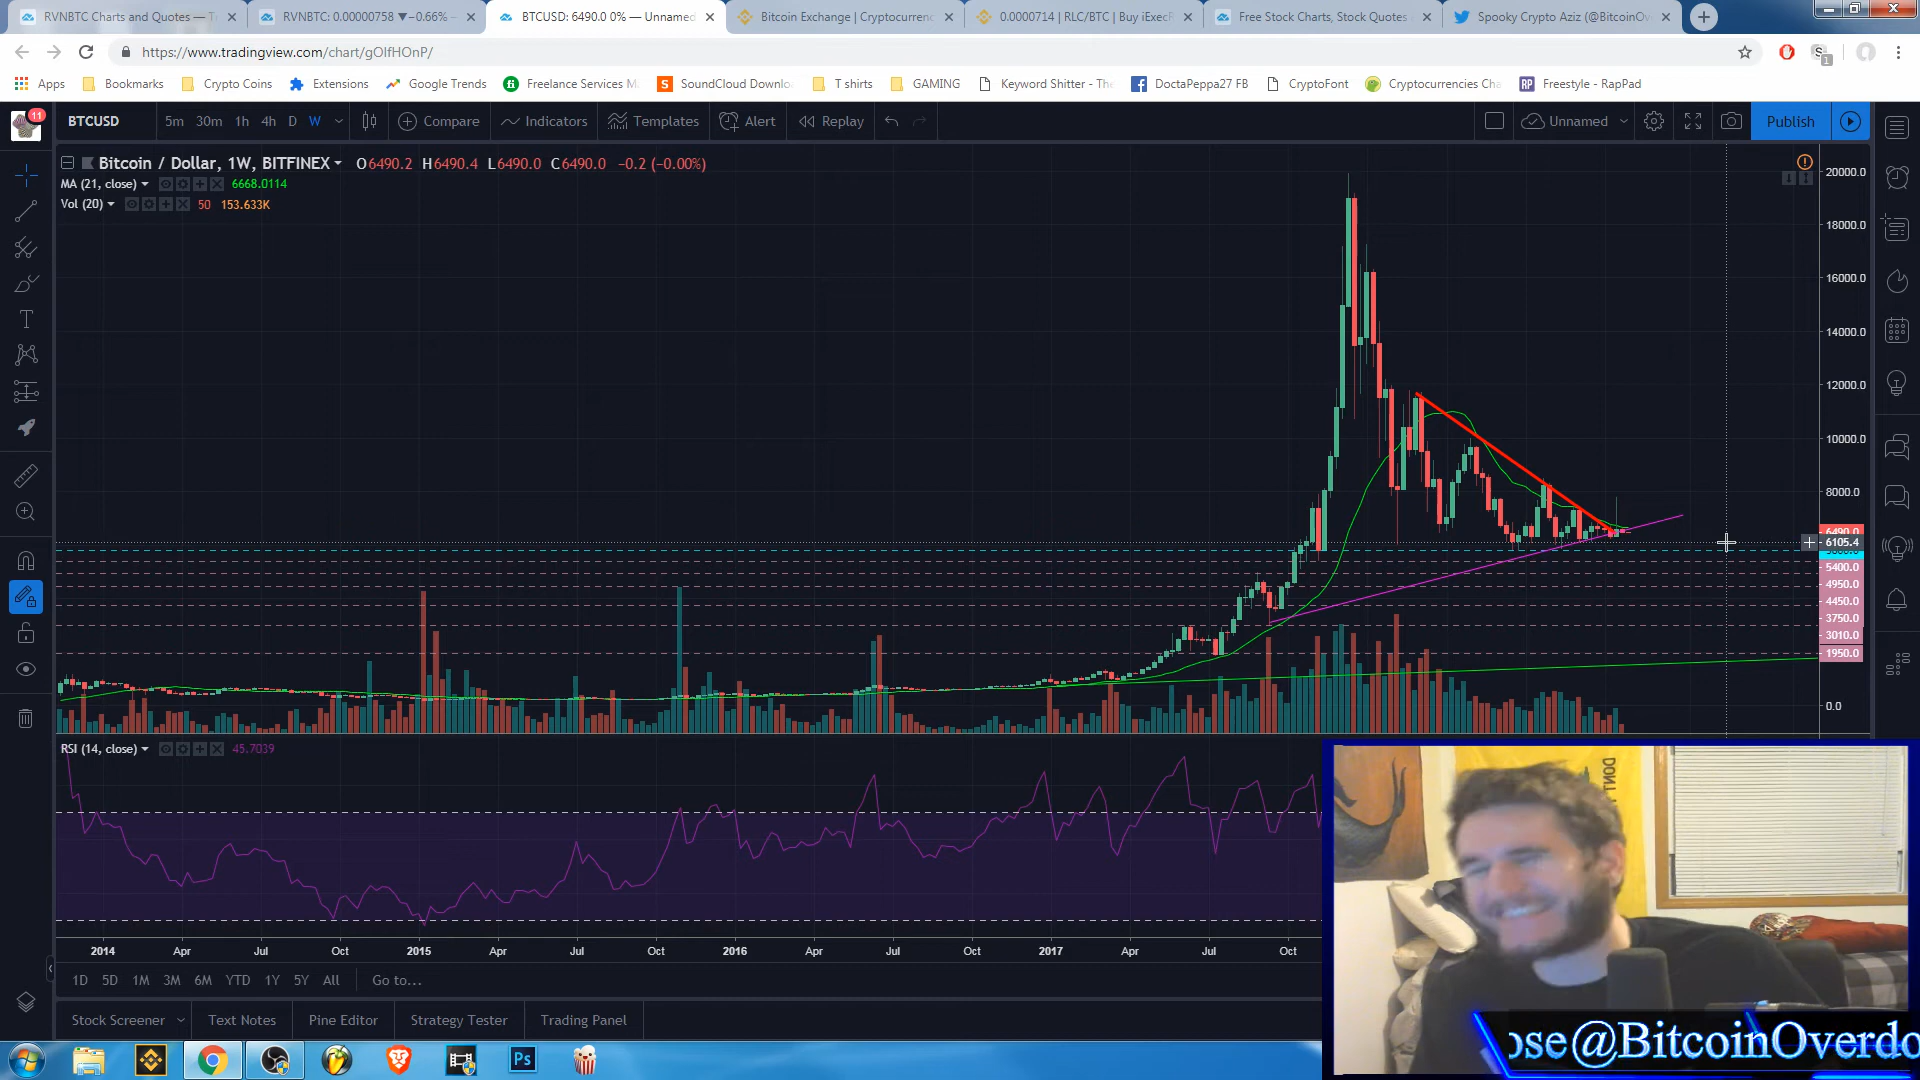 RVNBTC Charts and Quotes — T
RVNBTC: 0.00000758 ▼−0.66% —
BTCUSD: 6490.0 0% — Unnamed
Bitcoin Exchange | Cryptocurrenc
0.0000714 | RLC/BTC | Buy iExec
Free Stock Charts, Stock Quotes
Spooky Crypto Aziz (@BitcoinOv
https://www.tradingview.com/chart/gOIfHOnP/
S
1
Apps
Bookmarks
Crypto Coins
Extensions
Google Trends
Freelance Services M
SoundCloud Downlo
T shirts
GAMING
Keyword Shitter - The
DoctaPeppa27 FB
CryptoFont
Cryptocurrencies Cha
RP
Freestyle - RapPad
11
BTCUSD
5m
30m
1h
4h
D
W
Compare
Indicators
Templates
Alert
Replay
Unnamed
Publish
Bitcoin / Dollar, 1W, BITFINEX
O6490.2 H6490.4 L6490.0 C6490.0 −0.2 (−0.00%)
MA (21, close)
6668.0114
Vol (20)
50
153.633K
20000.0
18000.0
16000.0
14000.0
12000.0
10000.0
8000.0
6490.0
6105.4
5400.0
4950.0
4450.0
3750.0
3010.0
1950.0
0.0
RSI (14, close)
45.7039
DON'T
2014
Apr
Jul
Oct
2015
Apr
Jul
Oct
2016
Apr
Jul
Oct
2017
Apr
Jul
Oct
1D
5D
1M
3M
6M
YTD
1Y
5Y
All
Go to...
Stock Screener
Text Notes
Pine Editor
Strategy Tester
Trading Panel
Ps
ose@BitcoinOverdo